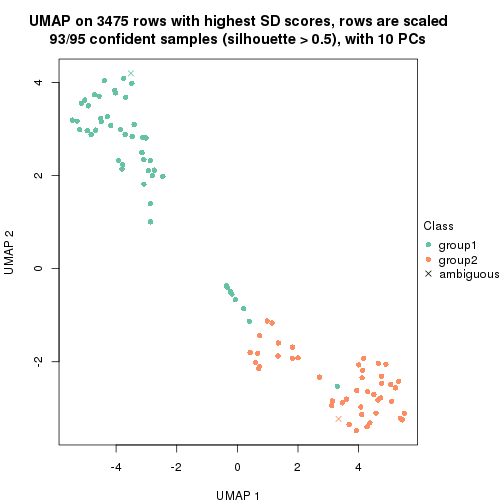 UMAP on 3475 rows with highest SD scores, rows are scaled
93/95 confident samples (silhouette > 0.5), with 10 PCs
4
2
0
-2
UMAP 2
-4
-2
0
2
4
UMAP 1
Class
group1
group2
ambiguous